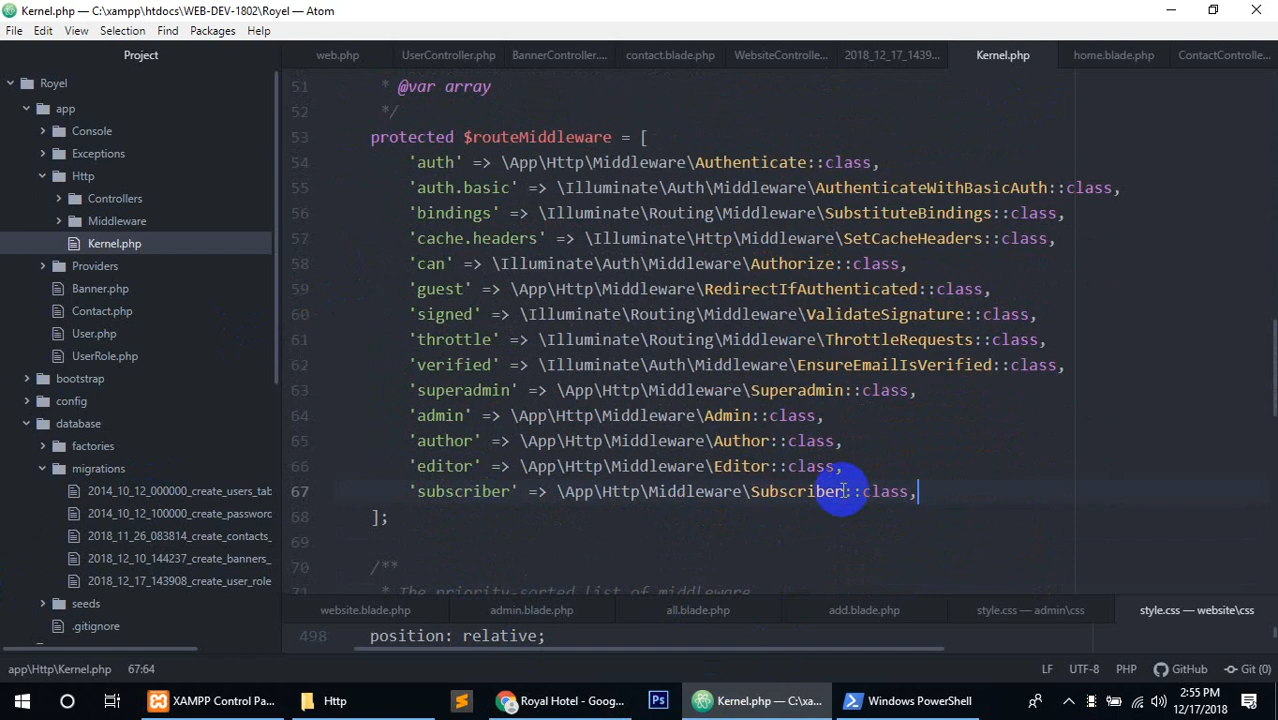 Kernel.php — C:\xampp\htdocs\WEB-DEV-1802\Royel — Atom
File Edit View Selection Find Packages Help
Project
web.php UserController.php BannerController.... contact.blade.php WebsiteControlle... 2018_12_17_1439... Kernel.php home.blade.php ContactControlle...
Royel
app
Console
Exceptions
Http
Controllers
Middleware
Kernel.php
Providers
Banner.php
Contact.php
User.php
UserRole.php
bootstrap
config
database
factories
migrations
2014_10_12_000000_create_users_tab
2014_10_12_100000_create_password
2018_11_26_083814_create_contacts_
2018_12_10_144237_create_banners_
2018_12_17_143908_create_user_role
seeds
.gitignore
51 * @var array
52 */
53 protected $routeMiddleware = [
54 'auth' => \App\Http\Middleware\Authenticate::class,
55 'auth.basic' => \Illuminate\Auth\Middleware\AuthenticateWithBasicAuth::class,
56 'bindings' => \Illuminate\Routing\Middleware\SubstituteBindings::class,
57 'cache.headers' => \Illuminate\Http\Middleware\SetCacheHeaders::class,
58 'can' => \Illuminate\Auth\Middleware\Authorize::class,
59 'guest' => \App\Http\Middleware\RedirectIfAuthenticated::class,
60 'signed' => \Illuminate\Routing\Middleware\ValidateSignature::class,
61 'throttle' => \Illuminate\Routing\Middleware\ThrottleRequests::class,
62 'verified' => \Illuminate\Auth\Middleware\EnsureEmailIsVerified::class,
63 'superadmin' => \App\Http\Middleware\Superadmin::class,
64 'admin' => \App\Http\Middleware\Admin::class,
65 'author' => \App\Http\Middleware\Author::class,
66 'editor' => \App\Http\Middleware\Editor::class,
67 'subscriber' => \App\Http\Middleware\Subscriber::class,
68 ];
69
70 /**
71 * The priority-sorted list of middleware
website.blade.php admin.blade.php all.blade.php add.blade.php style.css — admin\css style.css — website\css
498 position: relative;
app\Http\Kernel.php 67:64 LF UTF-8 PHP GitHub Git (0)
XAMPP Control Pa... Http Ps Royal Hotel - Goog... Kernel.php — C:\xa... Windows PowerShell 2:55 PM
12/17/2018